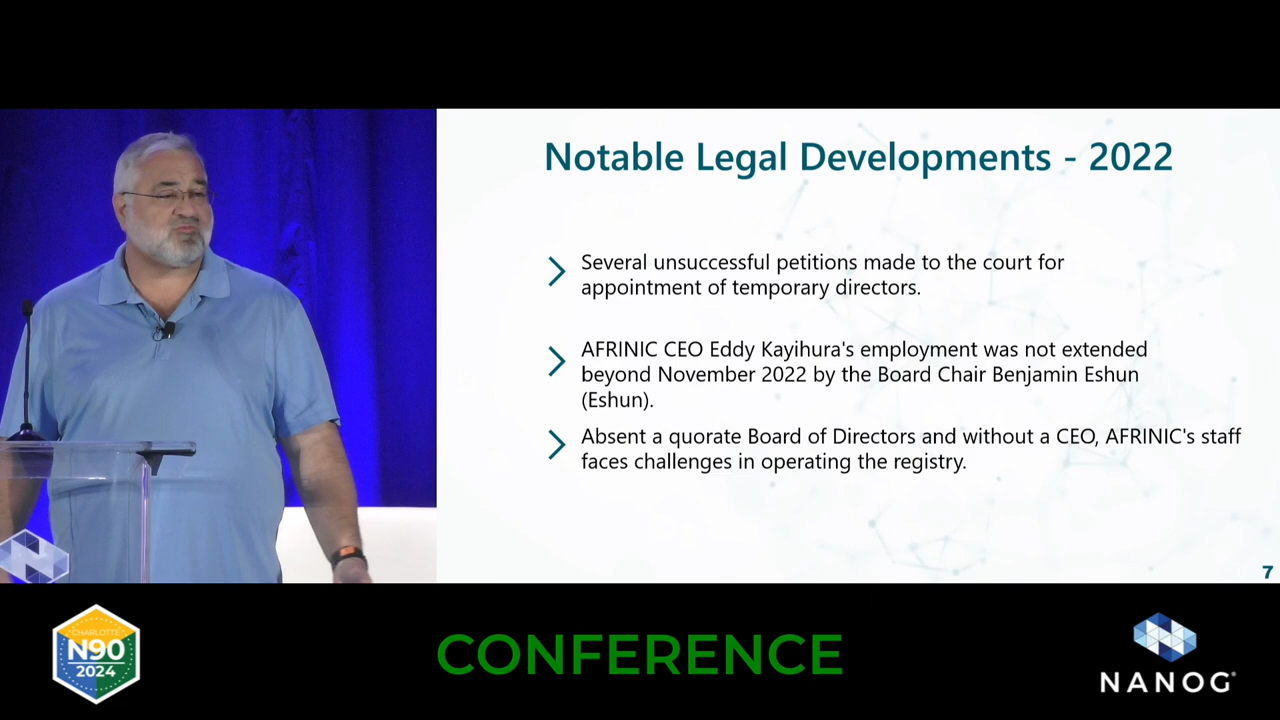 Notable Legal Developments - 2022
Several unsuccessful petitions made to the court for
appointment of temporary directors.
AFRINIC CEO Eddy Kayihura's employment was not extended
beyond November 2022 by the Board Chair Benjamin Eshun
(Eshun).
Absent a quorate Board of Directors and without a CEO, AFRINIC's staff
faces challenges in operating the registry.
7
CHARLOTTE
N90
2024
CONFERENCE
NANOG®